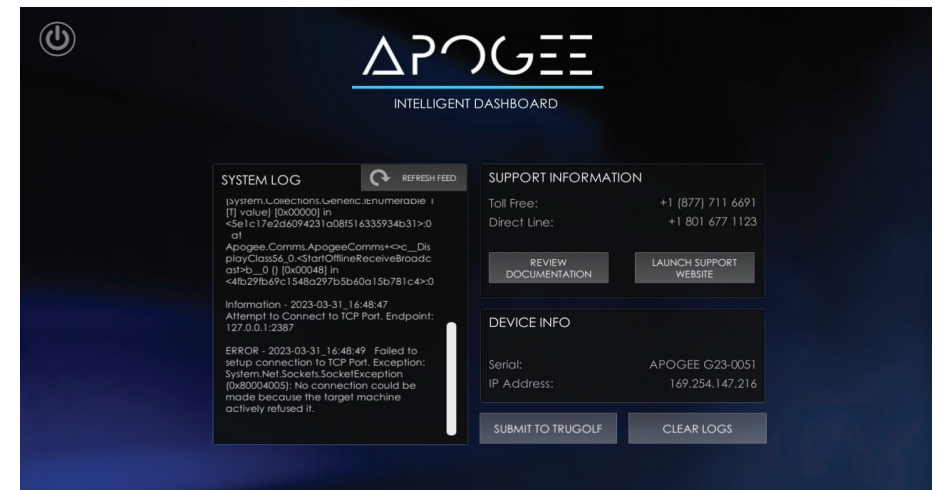 APOGEE
INTELLIGENT DASHBOARD
SYSTEM LOG
REFRESH FEED
(System.Collections.Generic.IEnumerable`1
[T] value) [0x00000] in
<5e1c17e2d6094231a08f516335934b31>:0
at
Apogee.Comms.ApogeeComms+<>c__Dis
playClass56_0.<StartOfflineReceiveBroadc
ast>b__0 () [0x00048] in
<4fb29fb69c1548a297b5b60a15b781c4>:0
Information - 2023-03-31_16:48:47
Attempt to Connect to TCP Port. Endpoint:
127.0.0.1:2387
ERROR - 2023-03-31_16:48:49 Failed to
setup connection to TCP Port. Exception:
System.Net.Sockets.SocketException
(0x80004005): No connection could be
made because the target machine
actively refused it.
SUPPORT INFORMATION
Toll Free: +1 (877) 711 6691
Direct Line: +1 801 677 1123
REVIEW
DOCUMENTATION
LAUNCH SUPPORT
WEBSITE
DEVICE INFO
Serial: APOGEE G23-0051
IP Address: 169.254.147.216
SUBMIT TO TRUGOLF
CLEAR LOGS